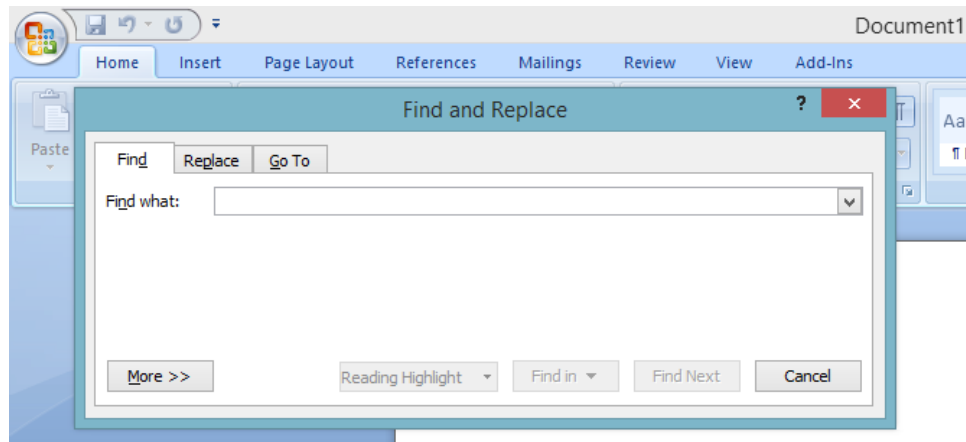 Document1
Home Insert Page Layout References Mailings Review View Add-Ins
Find and Replace ?
Paste
Aa
Find Replace Go To
¶
Find what:
More >> Reading Highlight Find in Find Next Cancel